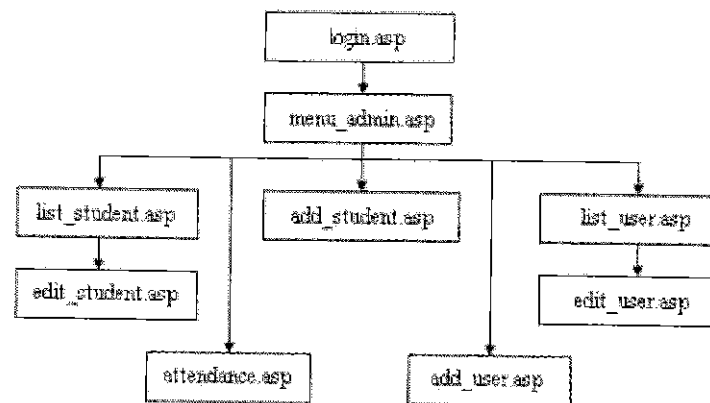 login.asp
menu_admin.asp
list_student.asp
add_student.asp
list_user.asp
edit_student.asp
edit_user.asp
attendance.asp
add_user.asp